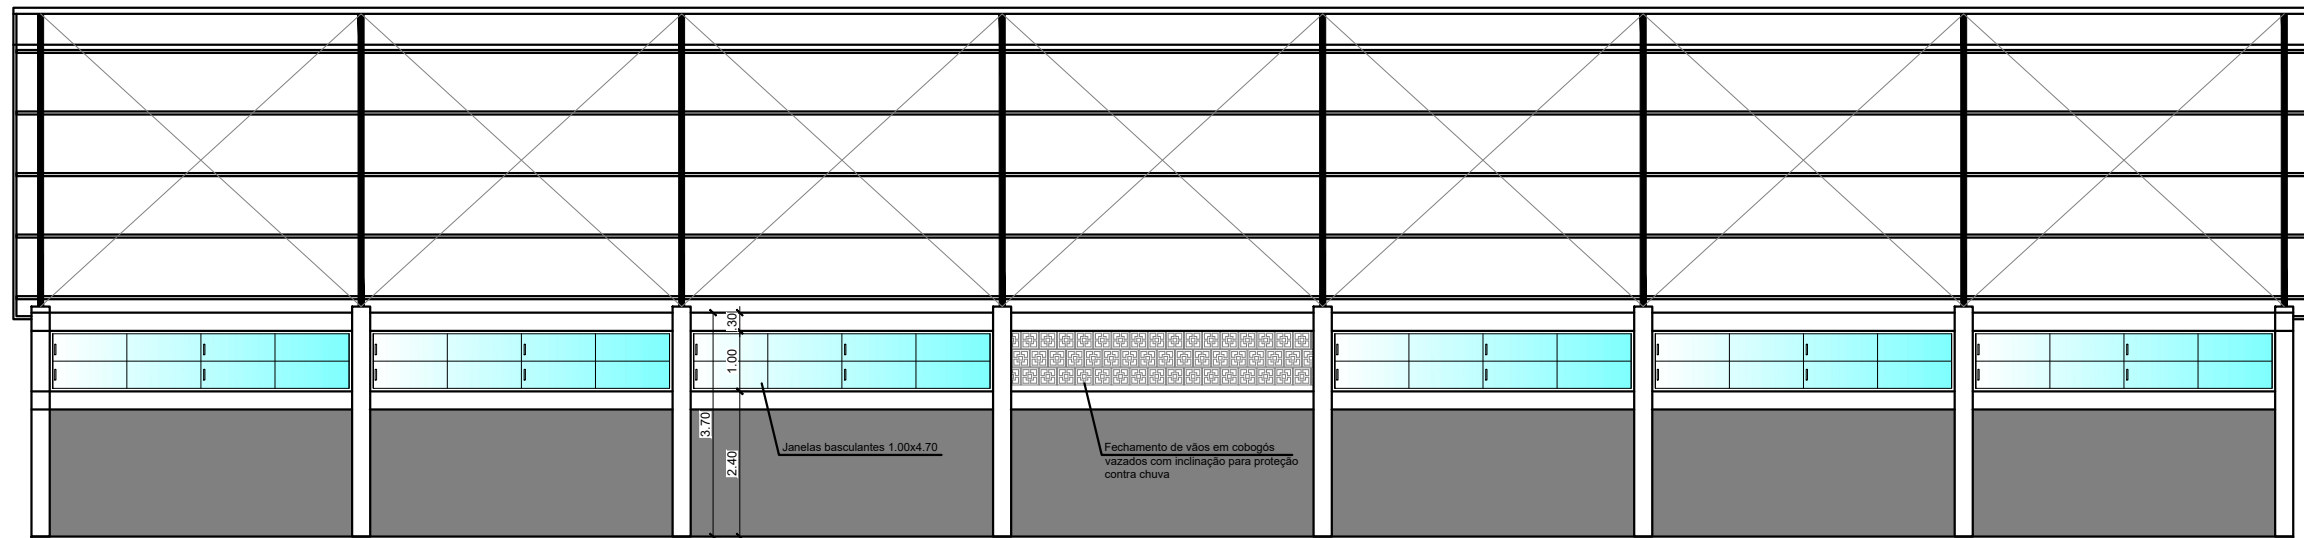 .30
1.00
3.70
2.40
Janelas basculantes 1.00x4.70
Fechamento de vãos em cobogós
vazados com inclinação para proteção
contra chuva